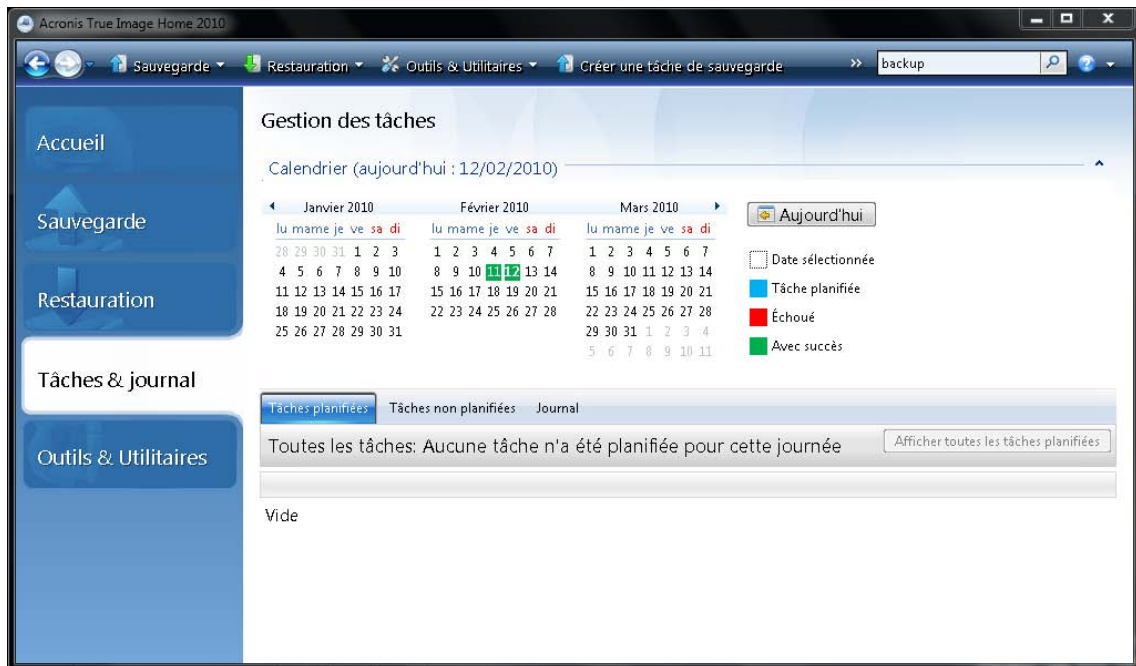 Acronis True Image Home 2010
Sauvegarde Restauration Outils & Utilitaires Créer une tâche de sauvegarde » backup
Accueil
Sauvegarde
Restauration
Tâches & journal
Outils & Utilitaires
Gestion des tâches
Calendrier (aujourd'hui : 12/02/2010)
Janvier 2010 Février 2010 Mars 2010
lu ma me je ve sa di lu ma me je ve sa di lu ma me je ve sa di
28 29 30 31 1 2 3 1 2 3 4 5 6 7 1 2 3 4 5 6 7
4 5 6 7 8 9 10 8 9 10 11 12 13 14 8 9 10 11 12 13 14
11 12 13 14 15 16 17 15 16 17 18 19 20 21 15 16 17 18 19 20 21
18 19 20 21 22 23 24 22 23 24 25 26 27 28 22 23 24 25 26 27 28
25 26 27 28 29 30 31 29 30 31 1 2 3 4
5 6 7 8 9 10 11
Aujourd'hui
Date sélectionnée
Tâche planifiée
Échoué
Avec succès
Tâches planifiées Tâches non planifiées Journal
Toutes les tâches: Aucune tâche n'a été planifiée pour cette journée Afficher toutes les tâches planifiées
Vide